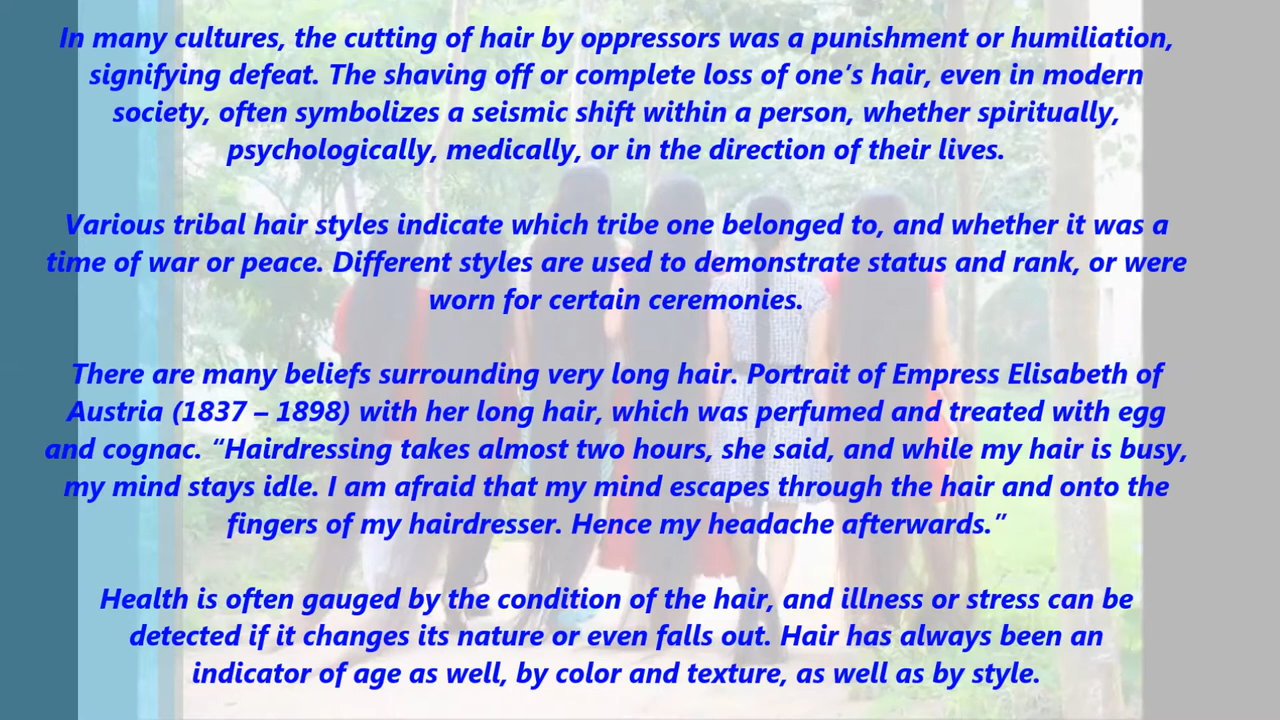 In many cultures, the cutting of hair by oppressors was a punishment or humiliation,
signifying defeat. The shaving off or complete loss of one’s hair, even in modern
society, often symbolizes a seismic shift within a person, whether spiritually,
psychologically, medically, or in the direction of their lives.
Various tribal hair styles indicate which tribe one belonged to, and whether it was a
time of war or peace. Different styles are used to demonstrate status and rank, or were
worn for certain ceremonies.
There are many beliefs surrounding very long hair. Portrait of Empress Elisabeth of
Austria (1837 – 1898) with her long hair, which was perfumed and treated with egg
and cognac. “Hairdressing takes almost two hours, she said, and while my hair is busy,
my mind stays idle. I am afraid that my mind escapes through the hair and onto the
fingers of my hairdresser. Hence my headache afterwards.”
Health is often gauged by the condition of the hair, and illness or stress can be
detected if it changes its nature or even falls out. Hair has always been an
indicator of age as well, by color and texture, as well as by style.